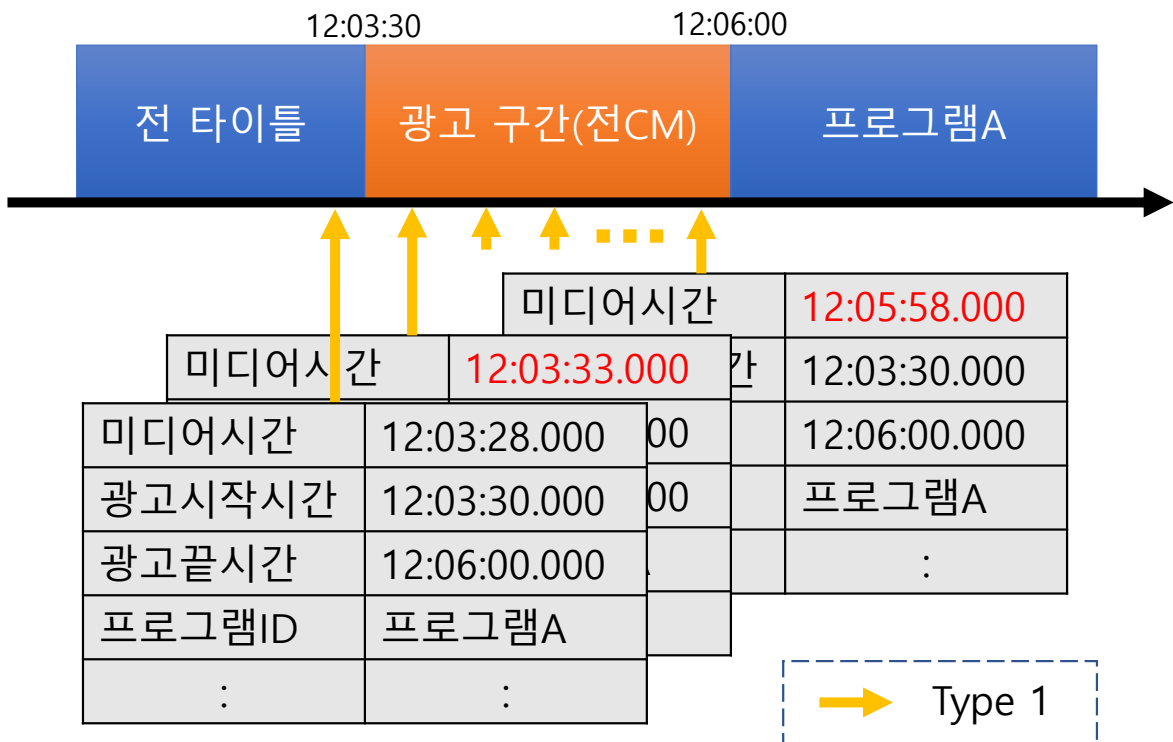 12:03:30 12:06:00
전 타이틀 광고 구간(전CM) 프로그램A
미디어시간 12:05:58.000
간 12:03:30.000
12:06:00.000
프로그램A
: 
미디어시간 12:03:33.000
00
00
미디어시간 12:03:28.000
광고시작시간 12:03:30.000
광고끝시간 12:06:00.000
프로그램ID 프로그램A
: :
Type 1